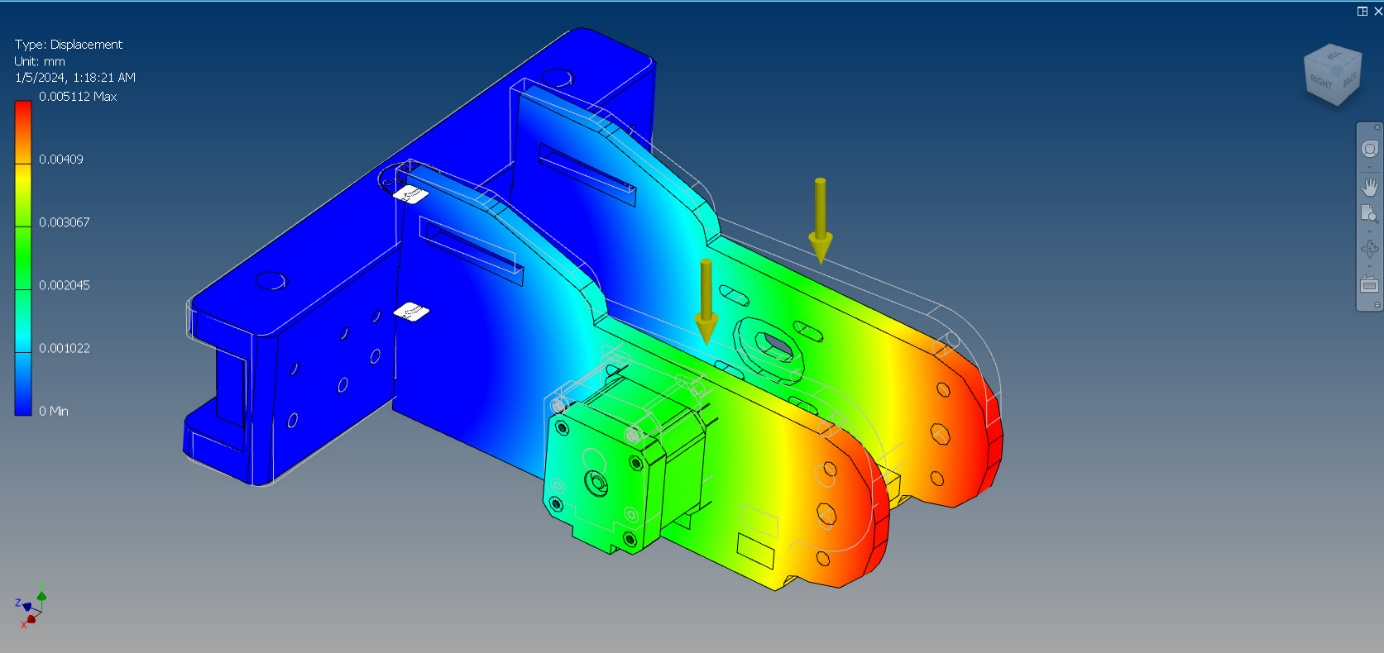 Type: Displacement
Unit: mm
1/5/2024, 1:18:21 AM
0.005112 Max
0.00409
0.003067
0.002045
0.001022
0 Min
RIGHT
BACK
Y
Z
X